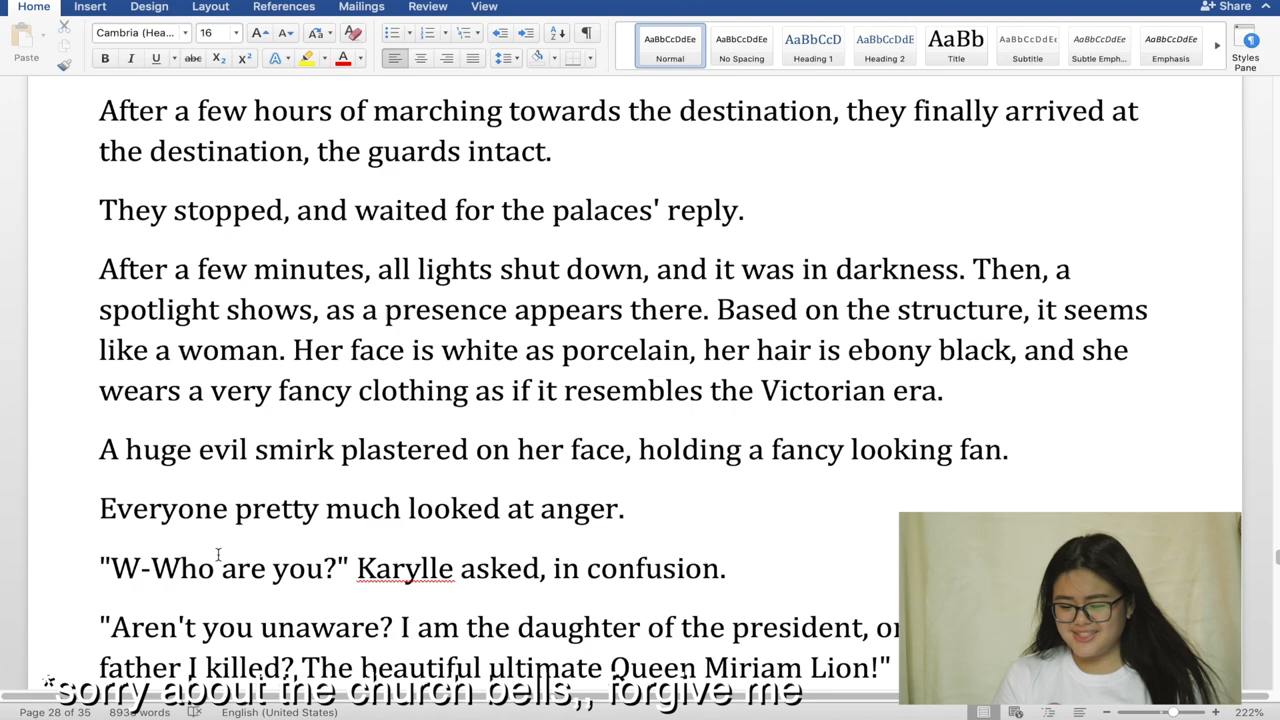 Home Insert Design Layout References Mailings Review View Share
Cambria (Hea... 16
Paste
AaBbCcDdEe AaBbCcDdEe AaBbCcD AaBbCcDdE AaBb AaBbCcDdEe AaBbCcDdEe AaBbCcDdEe
Normal No Spacing Heading 1 Heading 2 Title Subtitle Subtle Emph... Emphasis Styles Pane
After a few hours of marching towards the destination, they finally arrived at
the destination, the guards intact.
They stopped, and waited for the palaces' reply.
After a few minutes, all lights shut down, and it was in darkness. Then, a
spotlight shows, as a presence appears there. Based on the structure, it seems
like a woman. Her face is white as porcelain, her hair is ebony black, and she
wears a very fancy clothing as if it resembles the Victorian era.
A huge evil smirk plastered on her face, holding a fancy looking fan.
Everyone pretty much looked at anger.
"W-Who are you?" Karylle asked, in confusion.
"Aren't you unaware? I am the daughter of the president, or
father I killed? The beautiful ultimate Queen Miriam Lion!"
*sorry about the church bells,, forgive me
Page 28 of 35 words English (United States) 222%